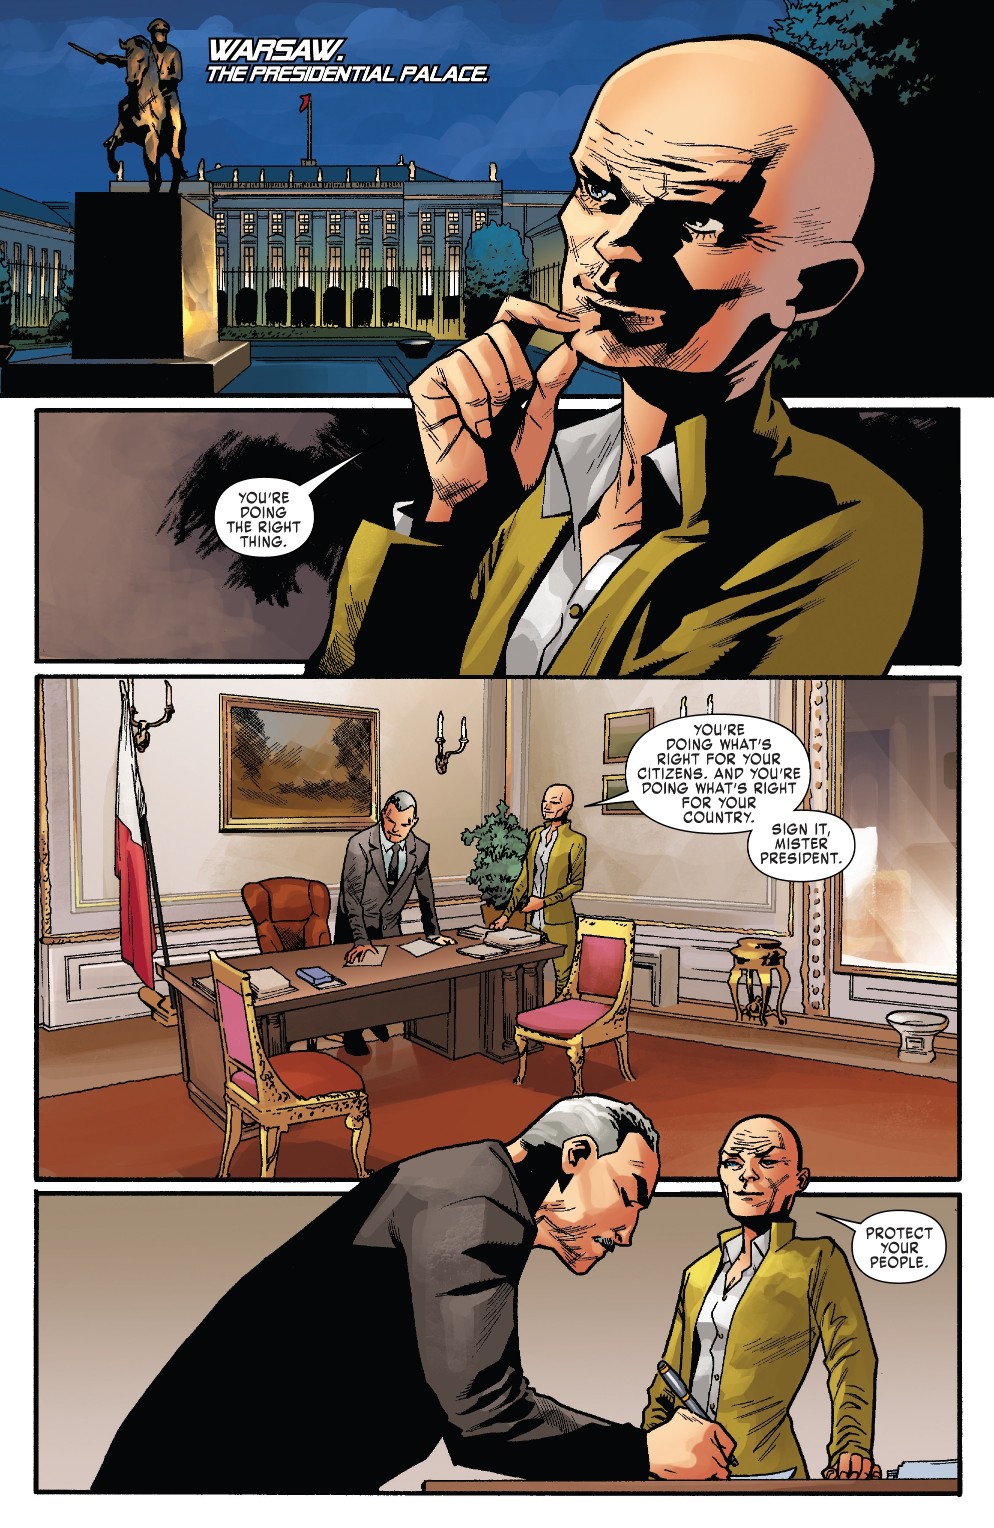 WARSAW.
THE PRESIDENTIAL PALACE.
YOU'RE
DOING
THE RIGHT
THING.
YOU'RE
DOING WHAT'S
RIGHT FOR YOUR
CITIZENS. AND YOU'RE
DOING WHAT'S RIGHT
FOR YOUR
COUNTRY.
SIGN IT,
MISTER
PRESIDENT.
PROTECT
YOUR
PEOPLE.